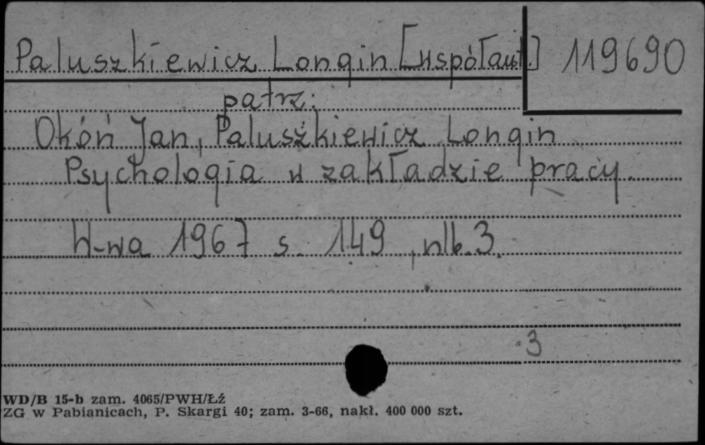 Paluszkiewicz Longin [współaut.] 119690
patrz:
Okóń Jan, Paluszkiewicz Longin
Psychologia w zakładzie pracy.
W-wa 1967 s. 149, nlb. 3.
3
WD/B 15-b zam. 4065/PWH/Łź
ZG w Pabianicach, P. Skargi 40; zam. 3-66, nakł. 400 000 szt.